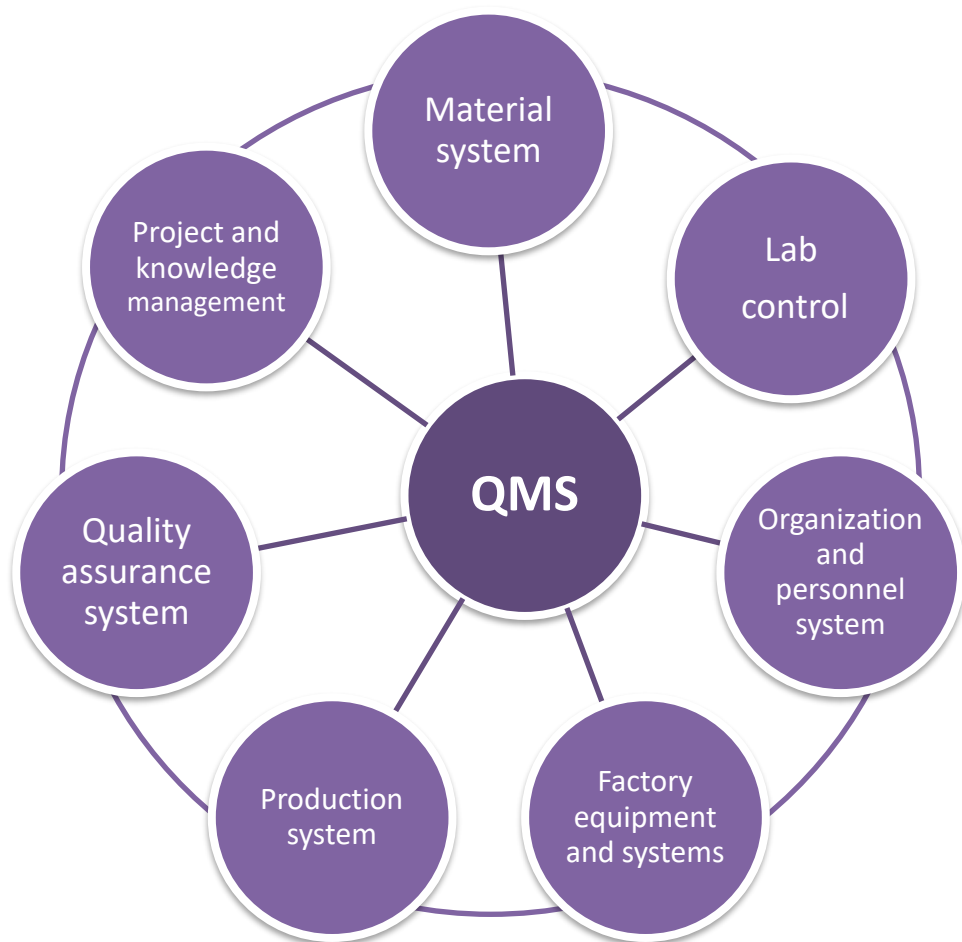 Material
system
Lab
control
Organization
and
personnel
system
Factory
equipment
and systems
Production
system
Quality
assurance
system
Project and
knowledge
management
QMS